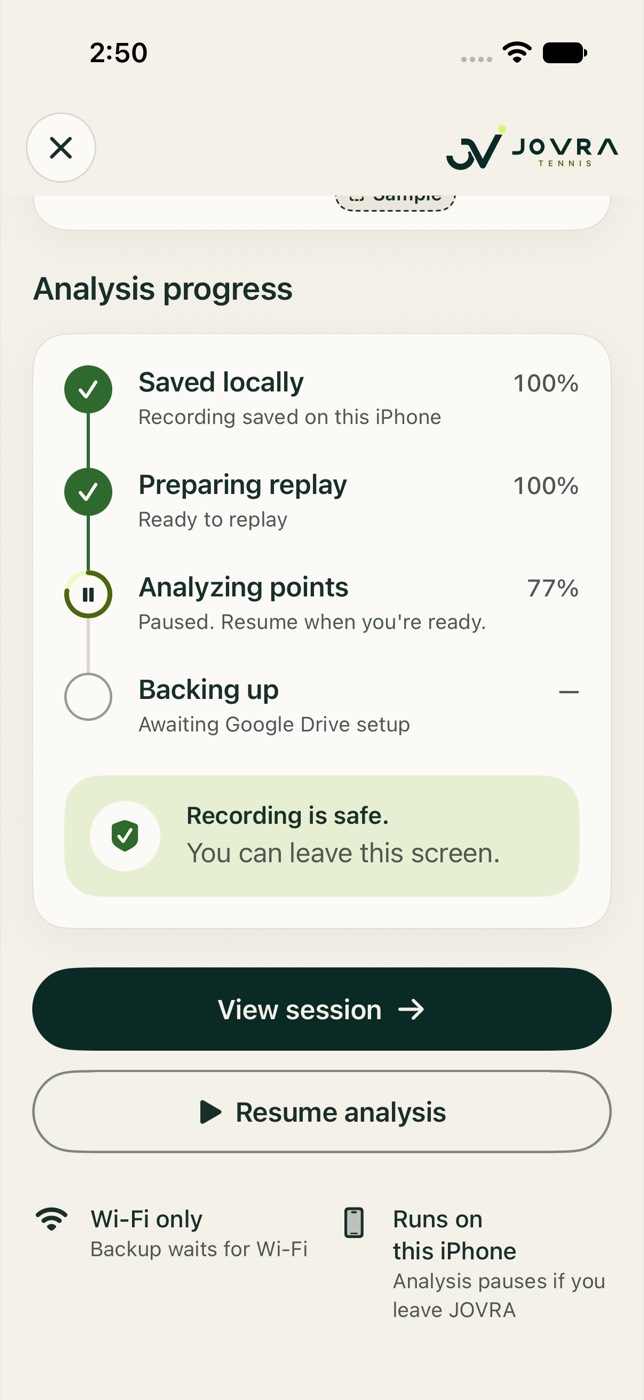 2:50
JOVRA
TENNIS
Sample
Analysis progress
Saved locally
100%
Recording saved on this iPhone
Preparing replay
100%
Ready to replay
Analyzing points
77%
Paused. Resume when you're ready.
Backing up
—
Awaiting Google Drive setup
Recording is safe.
You can leave this screen.
View session →
Resume analysis
Wi-Fi only
Backup waits for Wi-Fi
Runs on
this iPhone
Analysis pauses if you
leave JOVRA